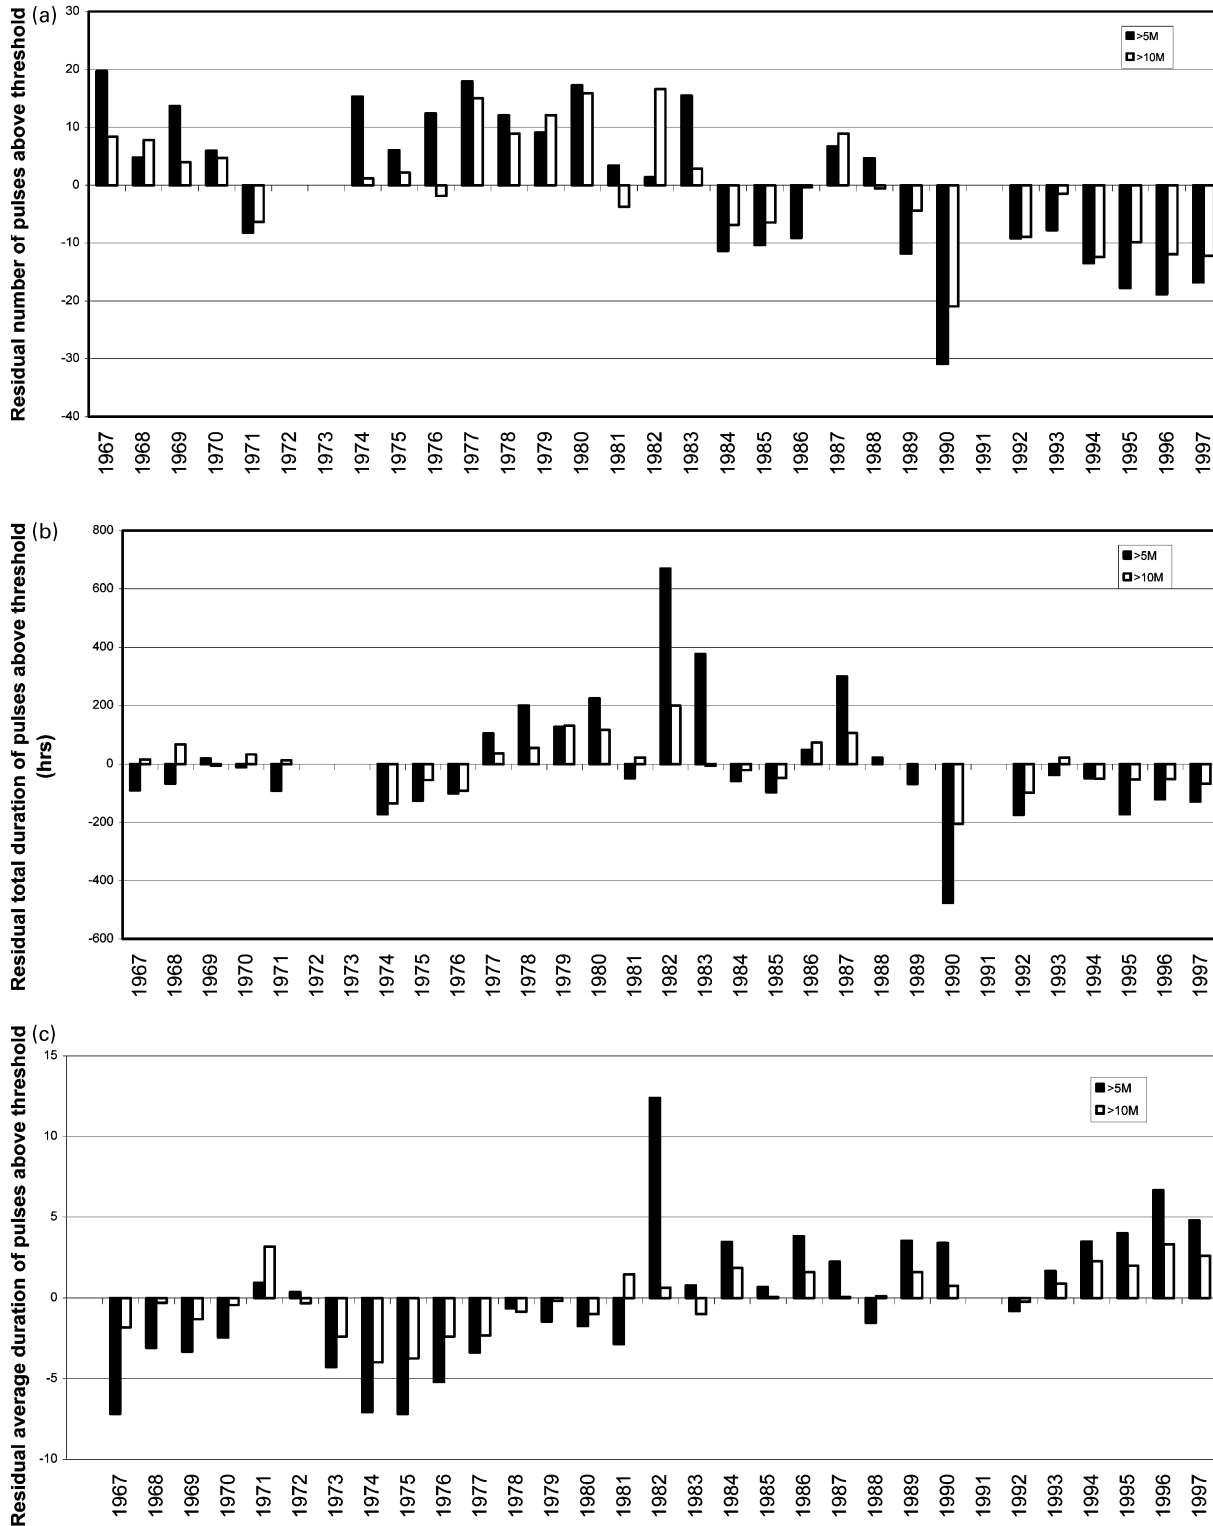 (a)
Residual number of pulses above threshold
30
20
10
0
-10
-20
-30
-40
>5M
>10M
1967 1968 1969 1970 1971 1972 1973 1974 1975 1976 1977 1978 1979 1980 1981 1982 1983 1984 1985 1986 1987 1988 1989 1990 1991 1992 1993 1994 1995 1996 1997
(b)
Residual total duration of pulses above threshold
(hrs)
800
600
400
200
0
-200
-400
-600
>5M
>10M
1967 1968 1969 1970 1971 1972 1973 1974 1975 1976 1977 1978 1979 1980 1981 1982 1983 1984 1985 1986 1987 1988 1989 1990 1991 1992 1993 1994 1995 1996 1997
(c)
Residual average duration of pulses above threshold
15
10
5
0
-5
-10
>5M
>10M
1967 1968 1969 1970 1971 1972 1973 1974 1975 1976 1977 1978 1979 1980 1981 1982 1983 1984 1985 1986 1987 1988 1989 1990 1991 1992 1993 1994 1995 1996 1997